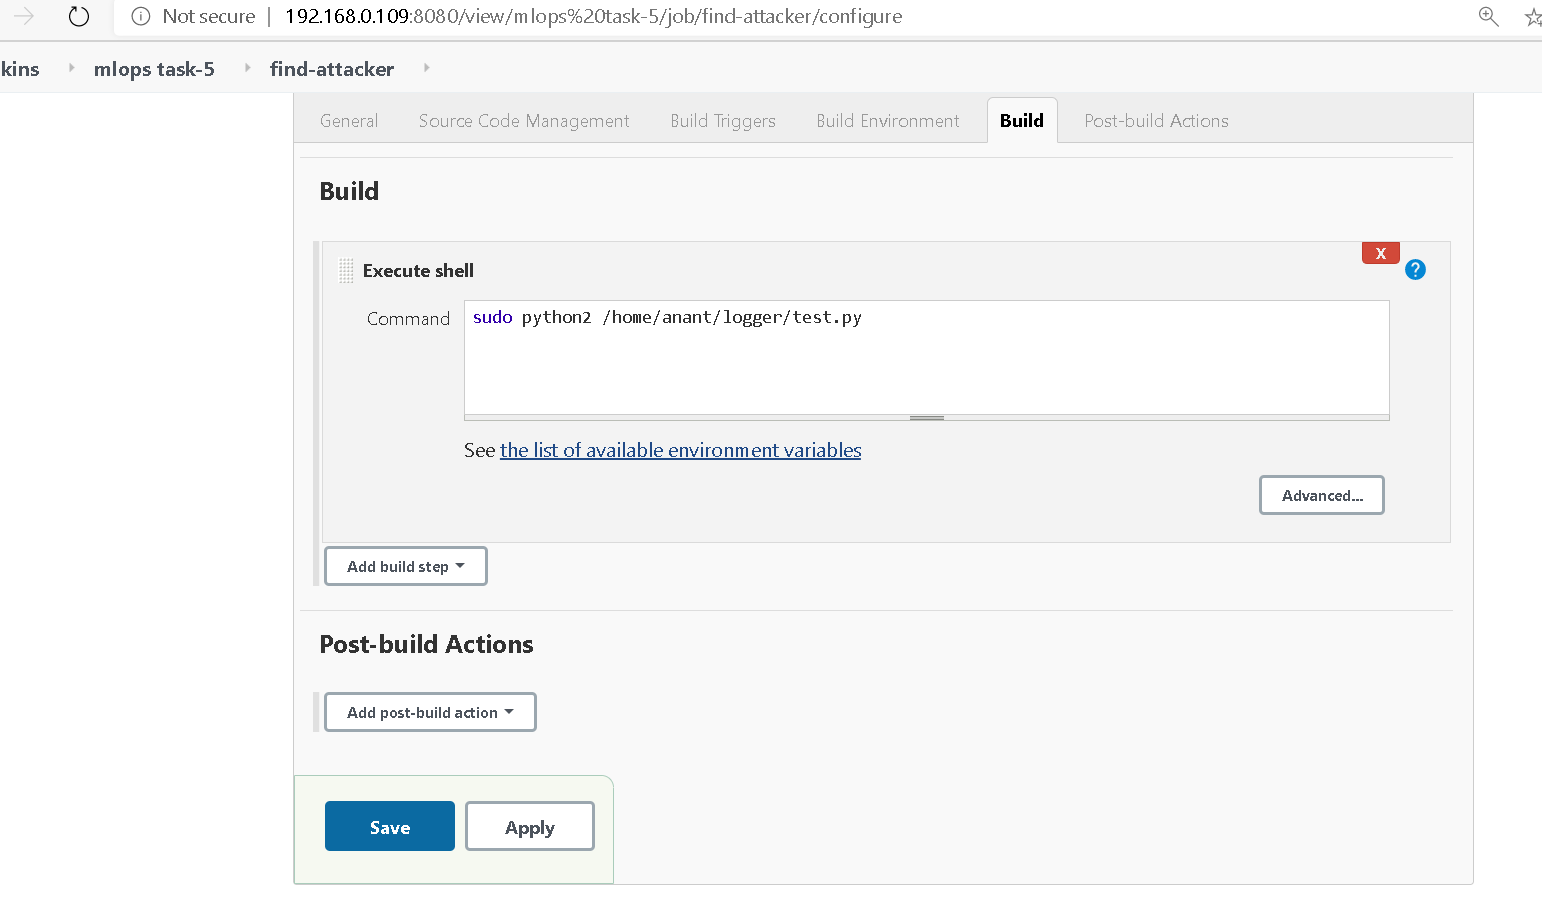 Not secure | 192.168.0.109:8080/view/mlops%20task-5/job/find-attacker/configure
kins mlops task-5 find-attacker
General Source Code Management Build Triggers Build Environment Build Post-build Actions
Build
X
Execute shell ?
Command sudo python2 /home/anant/logger/test.py
See the list of available environment variables
Advanced...
Add build step
Post-build Actions
Add post-build action
Save Apply